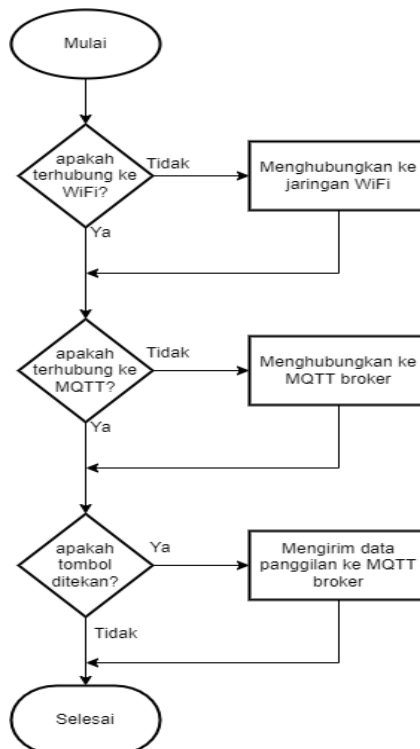 Mulai
apakah
terhubung ke
WiFi?
Tidak
Menghubungkan ke
jaringan WiFi
Ya
apakah
terhubung ke
MQTT?
Tidak
Menghubungkan ke
MQTT broker
Ya
apakah
tombol
ditekan?
Ya
Mengirim data
panggilan ke MQTT
broker
Tidak
Selesai